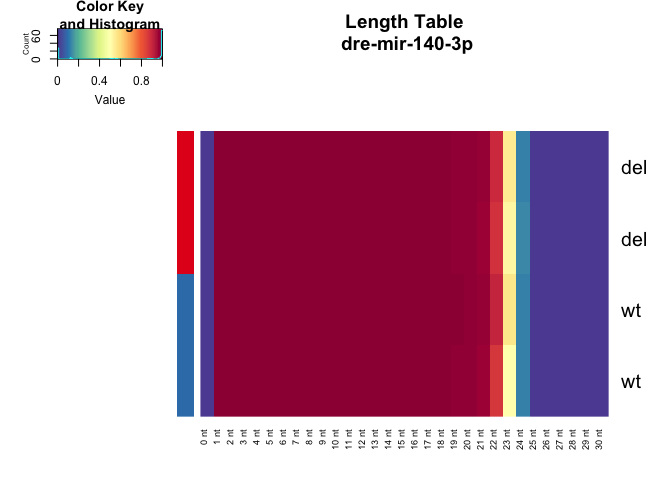 Color Key
and Histogram
Count
0
60
0
0.4
0.8
Value
Length Table
dre-mir-140-3p
del
del
wt
wt
0 nt
1 nt
2 nt
3 nt
4 nt
5 nt
6 nt
7 nt
8 nt
9 nt
10 nt
11 nt
12 nt
13 nt
14 nt
15 nt
16 nt
17 nt
18 nt
19 nt
20 nt
21 nt
22 nt
23 nt
24 nt
25 nt
26 nt
27 nt
28 nt
29 nt
30 nt